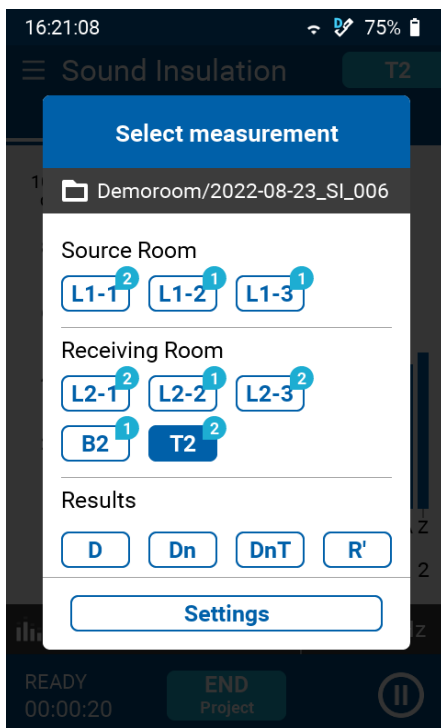 16:21:08 75%
Sound Insulation T2
Select measurement
Demoroom/2022-08-23_SI_006
Source Room
L1-1 2 L1-2 1 L1-3 1
Receiving Room
L2-1 2 L2-2 1 L2-3 2
B2 1 T2 2
Results
D Dn DnT R'
Z
2
Settings
READY END
00:00:20 Project